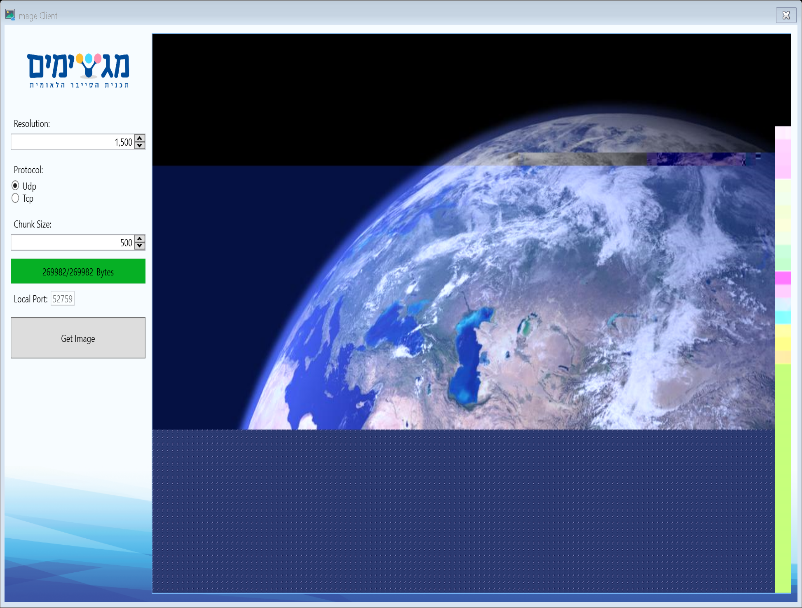 Image Client
מגשימים
תכנית הסייבר הלאומית
Resolution:
1,500
Protocol:
Udp
Tcp
Chunk Size:
500
269982/269982 Bytes
Local Port: 52759
Get Image